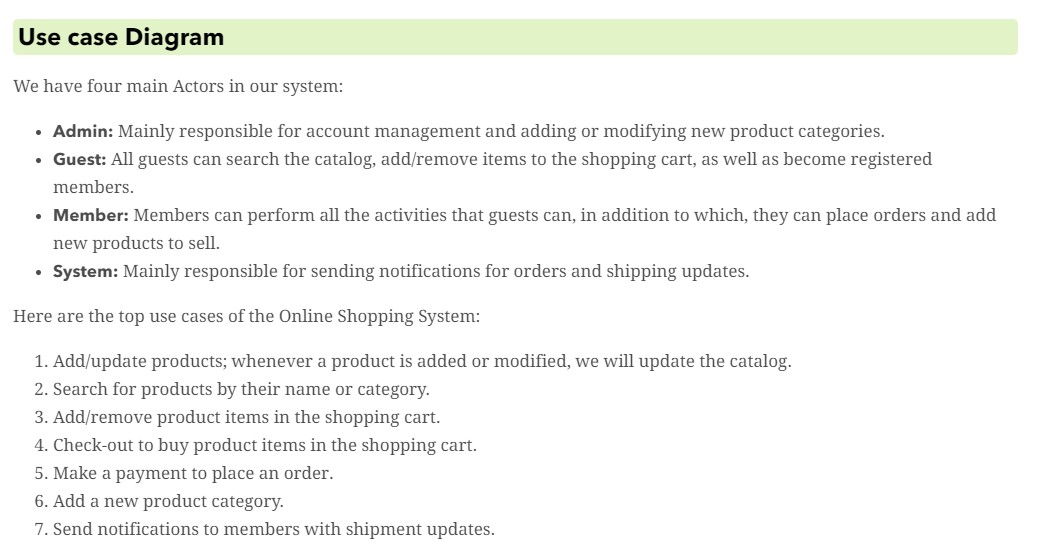 Use case Diagram
We have four main Actors in our system:
• Admin: Mainly responsible for account management and adding or modifying new product categories.
• Guest: All guests can search the catalog, add/remove items to the shopping cart, as well as become registered
members.
• Member: Members can perform all the activities that guests can, in addition to which, they can place orders and add
new products to sell.
• System: Mainly responsible for sending notifications for orders and shipping updates.
Here are the top use cases of the Online Shopping System:
1. Add/update products; whenever a product is added or modified, we will update the catalog.
2. Search for products by their name or category.
3. Add/remove product items in the shopping cart.
4. Check-out to buy product items in the shopping cart.
5. Make a payment to place an order.
6. Add a new product category.
7. Send notifications to members with shipment updates.